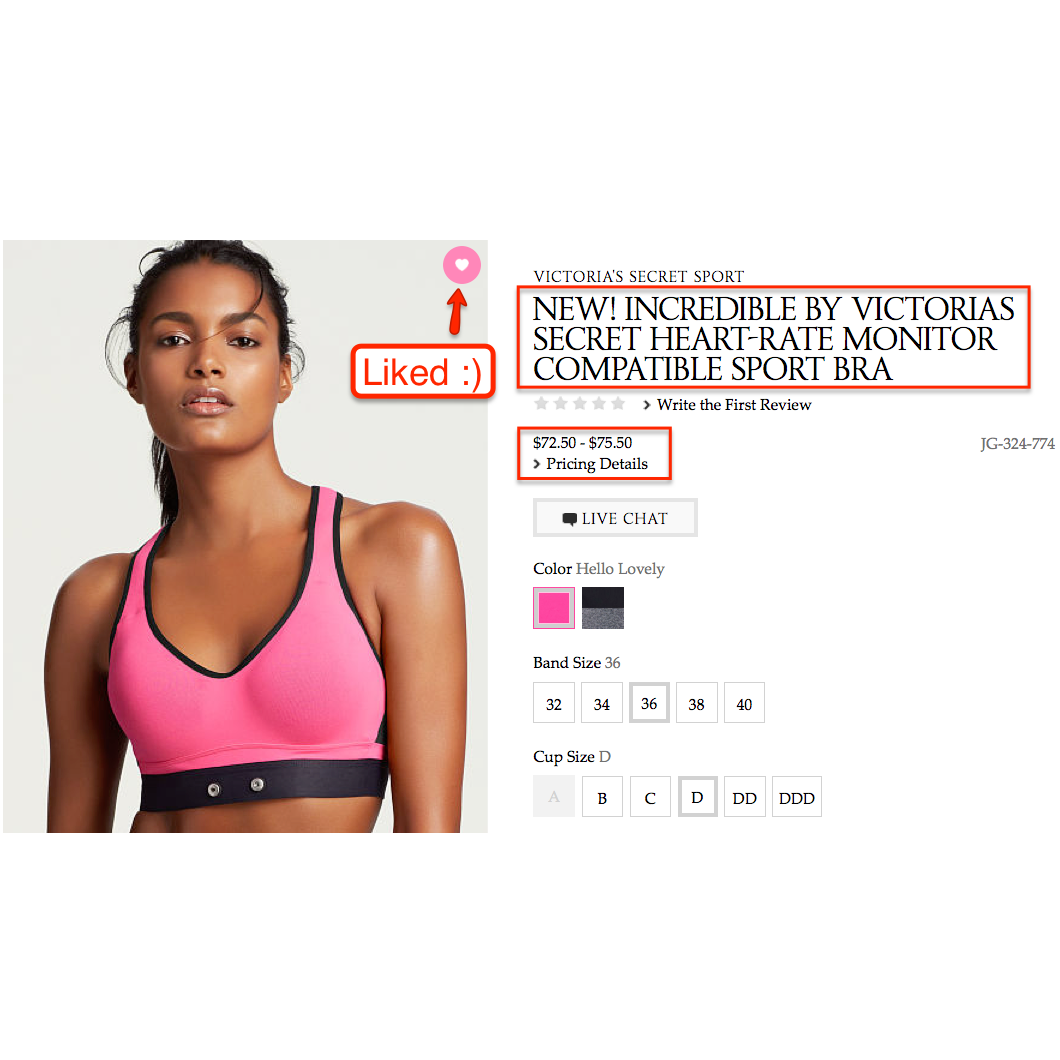 Liked :)
VICTORIA'S SECRET SPORT
NEW! INCREDIBLE BY VICTORIAS
SECRET HEART-RATE MONITOR
COMPATIBLE SPORT BRA
Write the First Review
$72.50 - $75.50
JG-324-774
Pricing Details
LIVE CHAT
Color Hello Lovely
Band Size 36
32 34 36 38 40
Cup Size D
A B C D DD DDD